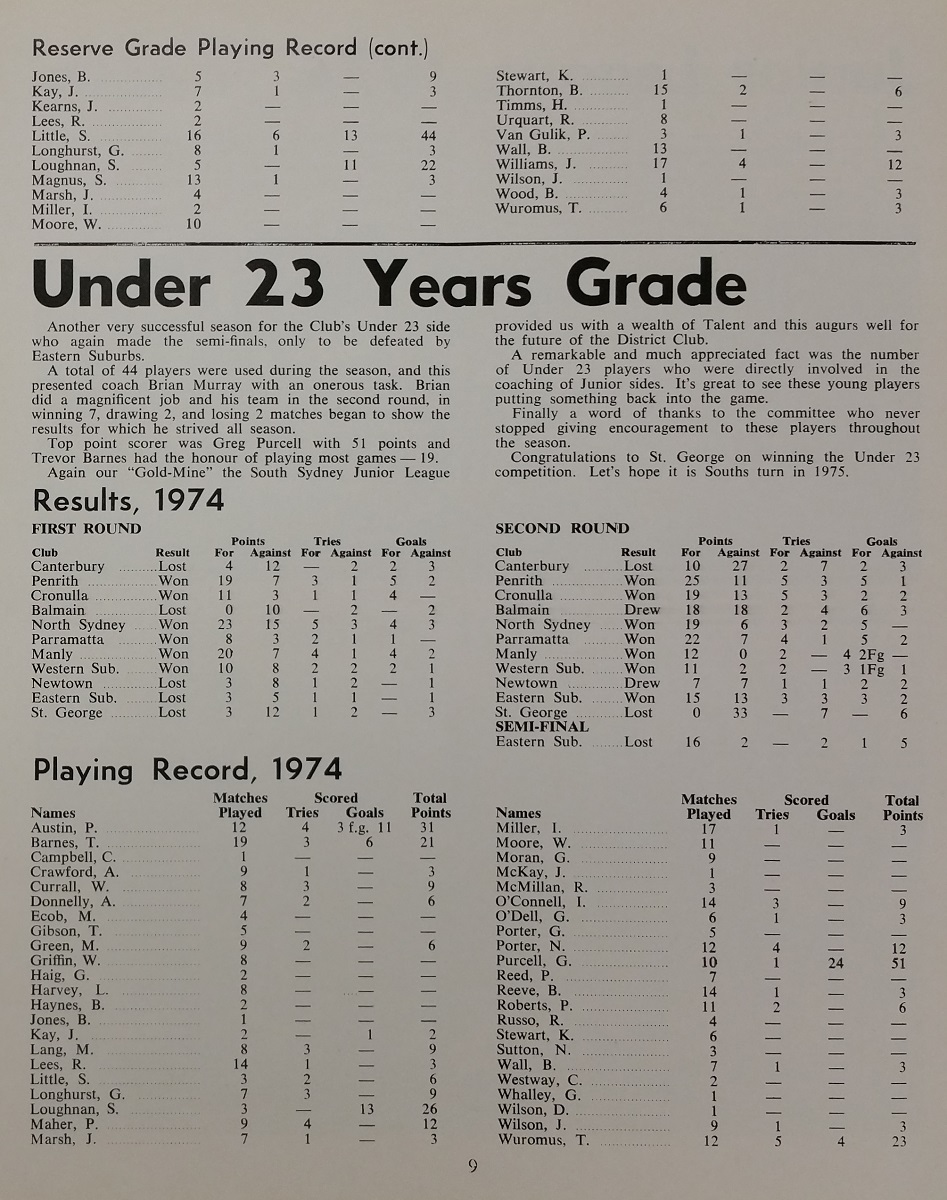 Reserve Grade Playing Record (cont.)
Jones, B. 5 3 — 9
Kay, J. 7 1 — 3
Kearns, J. 2 — — —
Lees, R. 2 — — —
Little, S. 16 6 13 44
Longhurst, G. 8 1 — 3
Loughnan, S. 5 — 11 22
Magnus, S. 13 1 — 3
Marsh, J. 4 — — —
Miller, I. 2 — — —
Moore, W. 10 — — —
Stewart, K. 1 — — —
Thornton, B. 15 2 — 6
Timms, H. 1 — — —
Urquart, R. 8 — — —
Van Gulik, P. 3 1 — 3
Wall, B. 13 — — —
Williams, J. 17 4 — 12
Wilson, J. 1 — — —
Wood, B. 4 1 — 3
Wuromus, T. 6 1 — 3
Under 23 Years Grade
Another very successful season for the Club's Under 23 side
who again made the semi-finals, only to be defeated by
Eastern Suburbs.
A total of 44 players were used during the season, and this
presented coach Brian Murray with an onerous task. Brian
did a magnificent job and his team in the second round, in
winning 7, drawing 2, and losing 2 matches began to show the
results for which he strived all season.
Top point scorer was Greg Purcell with 51 points and
Trevor Barnes had the honour of playing most games — 19.
Again our "Gold-Mine" the South Sydney Junior League
provided us with a wealth of Talent and this augurs well for
the future of the District Club.
A remarkable and much appreciated fact was the number
of Under 23 players who were directly involved in the
coaching of Junior sides. It's great to see these young players
putting something back into the game.
Finally a word of thanks to the committee who never
stopped giving encouragement to these players throughout
the season.
Congratulations to St. George on winning the Under 23
competition. Let's hope it is Souths turn in 1975.
Results, 1974
FIRST ROUND
Points Tries Goals
Club Result For Against For Against For Against
Canterbury Lost 4 12 — 2 2 3
Penrith Won 19 7 3 1 5 2
Cronulla Won 11 3 1 1 4 —
Balmain Lost 0 10 — 2 — 2
North Sydney Won 23 15 5 3 4 3
Parramatta Won 8 3 2 1 1 —
Manly Won 20 7 4 1 4 2
Western Sub. Won 10 8 2 2 2 1
Newtown Lost 3 8 1 2 — 1
Eastern Sub. Lost 3 5 1 1 — 1
St. George Lost 3 12 1 2 — 3
SECOND ROUND
Points Tries Goals
Club Result For Against For Against For Against
Canterbury Lost 10 27 2 7 2 3
Penrith Won 25 11 5 3 5 1
Cronulla Won 19 13 5 3 2 2
Balmain Drew 18 18 2 4 6 3
North Sydney Won 19 6 3 2 5 —
Parramatta Won 22 7 4 1 5 2
Manly Won 12 0 2 — 4 2Fg —
Western Sub. Won 11 2 2 — 3 1Fg 1
Newtown Drew 7 7 1 1 2 2
Eastern Sub. Won 15 13 3 3 3 2
St. George Lost 0 33 — 7 — 6
SEMI-FINAL
Eastern Sub. Lost 16 2 — 2 1 5
Playing Record, 1974
Matches Scored Total
Names Played Tries Goals Points
Austin, P. 12 4 3 f.g. 11 31
Barnes, T. 19 3 6 21
Campbell, C. 1 — — —
Crawford, A. 9 1 — 3
Currall, W. 8 3 — 9
Donnelly, A. 7 2 — 6
Ecob, M. 4 — — —
Gibson, T. 5 — — —
Green, M. 9 2 — 6
Griffin, W. 8 — — —
Haig, G. 2 — — —
Harvey, L. 8 — — —
Haynes, B. 2 — — —
Jones, B. 1 — — —
Kay, J. 2 — 1 2
Lang, M. 8 3 — 9
Lees, R. 14 1 — 3
Little, S. 3 2 — 6
Longhurst, G. 7 3 — 9
Loughnan, S. 3 — 13 26
Maher, P. 9 4 — 12
Marsh, J. 7 1 — 3
Matches Scored Total
Names Played Tries Goals Points
Miller, I. 17 1 — 3
Moore, W. 11 — — —
Moran, G. 9 — — —
McKay, J. 1 — — —
McMillan, R. 3 — — —
O'Connell, I. 14 3 — 9
O'Dell, G. 6 1 — 3
Porter, G. 5 — — —
Porter, N. 12 4 — 12
Purcell, G. 10 1 24 51
Reed, P. 7 — — —
Reeve, B. 14 1 — 3
Roberts, P. 11 2 — 6
Russo, R. 4 — — —
Stewart, K. 6 — — —
Sutton, N. 3 — — —
Wall, B. 7 1 — 3
Westway, C. 2 — — —
Whalley, G. 1 — — —
Wilson, D. 1 — — —
Wilson, J. 9 1 — 3
Wuromus, T. 12 5 4 23
9